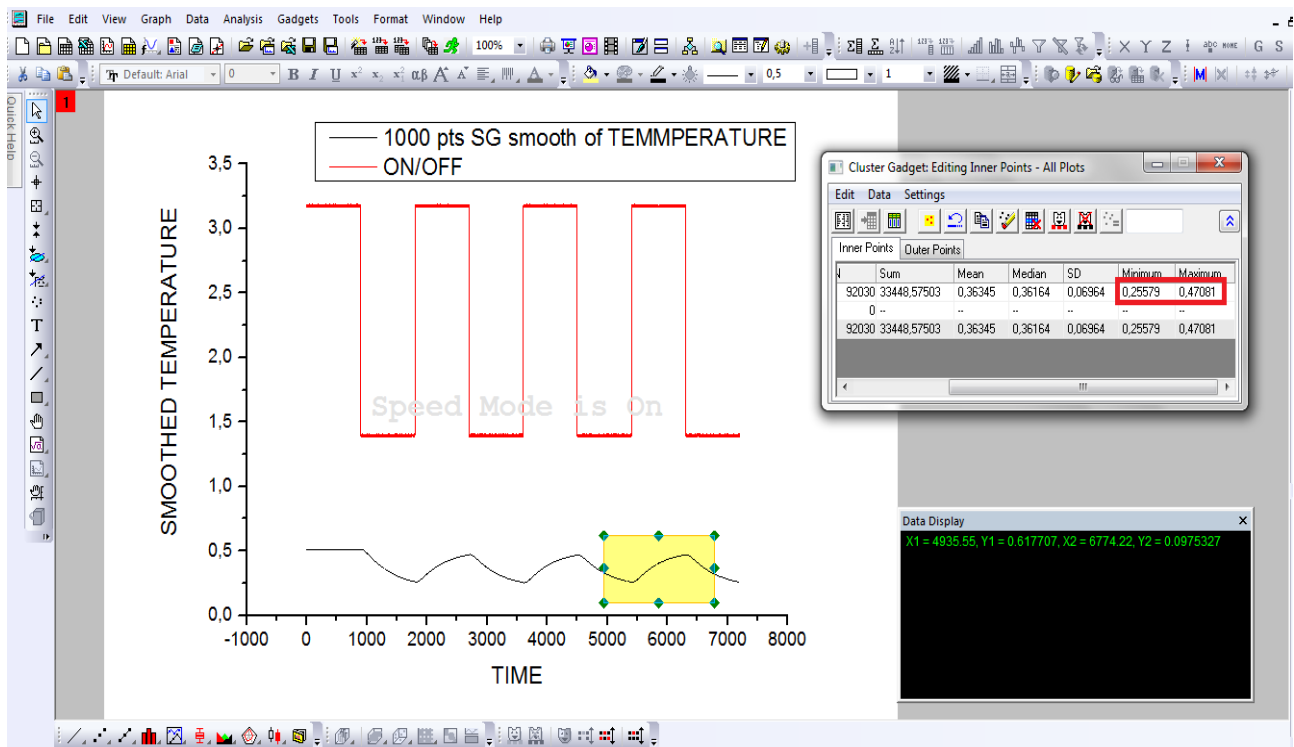 File Edit View Graph Data Analysis Gadgets Tools Format Window Help
100%
X Y Z
G S
Default: Arial 0 B I U x² x₂ αβ A A A 0,5 1
Quick Help
1
1000 pts SG smooth of TEMMPERATURE
ON/OFF
SMOOTHED TEMPERATURE
3,5
3,0
2,5
2,0
1,5
1,0
0,5
0,0
Speed Mode is On
-1000 0 1000 2000 3000 4000 5000 6000 7000 8000
TIME
Cluster Gadget: Editing Inner Points - All Plots
Edit Data Settings
Inner Points Outer Points
Sum Mean Median SD Minimum Maximum
92030 33448,57503 0,36345 0,36164 0,06964 0,25579 0,47081
0 -- -- -- -- -- --
92030 33448,57503 0,36345 0,36164 0,06964 0,25579 0,47081
Data Display
X1 = 4935.55, Y1 = 0.617707, X2 = 6774.22, Y2 = 0.0975327